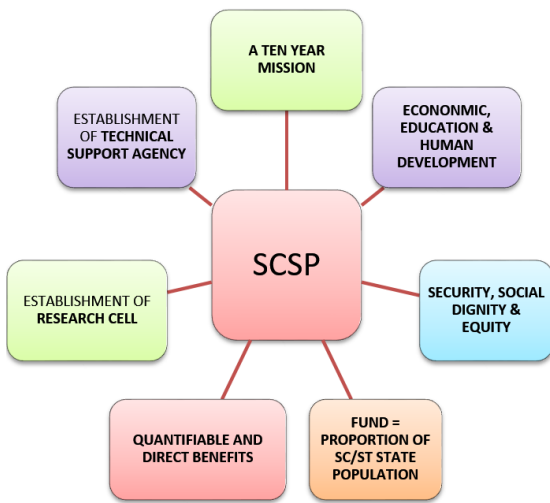 A TEN YEAR
MISSION
ESTABLISHMENT
OF TECHNICAL
SUPPORT AGENCY
ECONONMIC,
EDUCATION &
HUMAN
DEVELOPMENT
SCSP
ESTABLISHMENT OF
RESEARCH CELL
SECURITY, SOCIAL
DIGNITY &
EQUITY
QUANTIFIABLE AND
DIRECT BENEFITS
FUND =
PROPORTION OF
SC/ST STATE
POPULATION